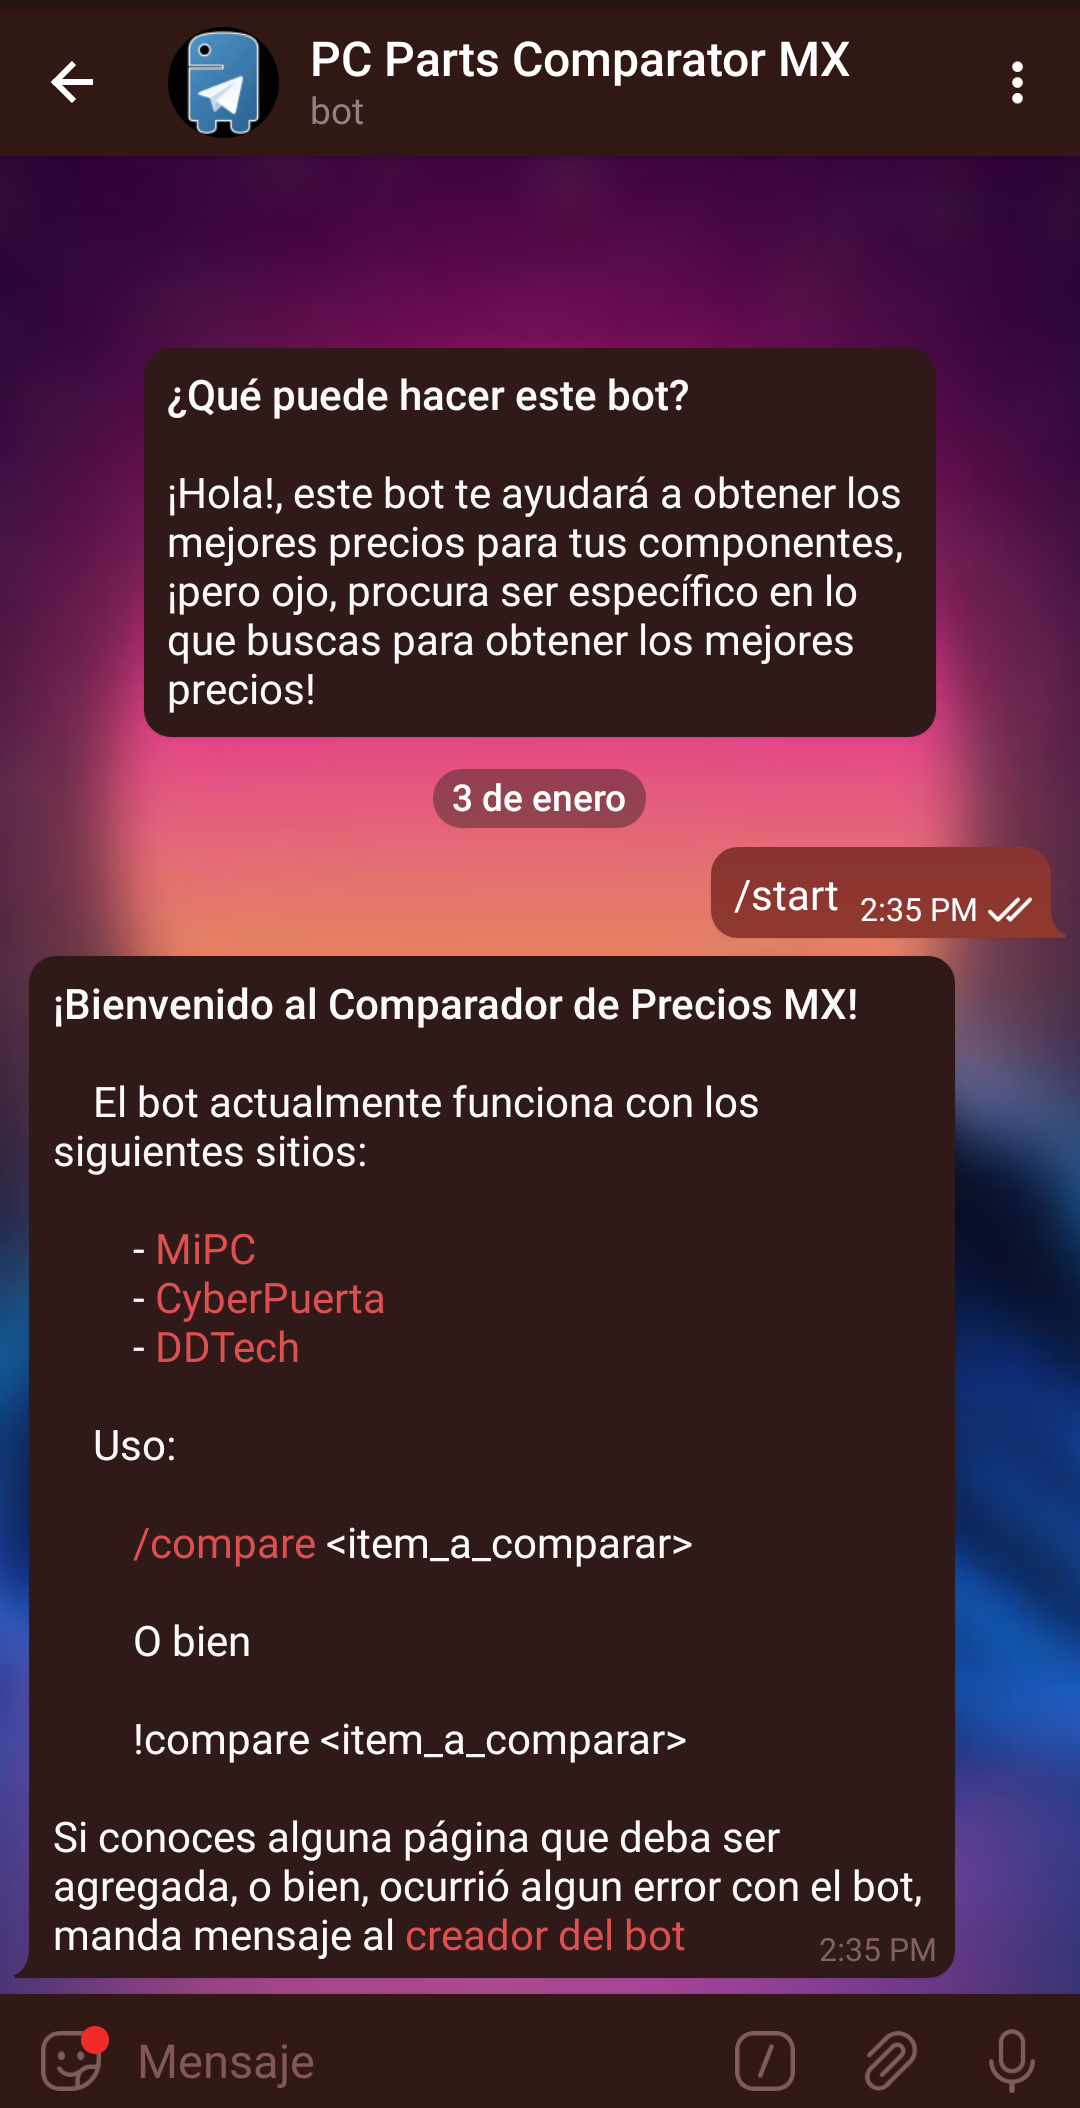 PC Parts Comparator MX
bot
¿Qué puede hacer este bot?
¡Hola!, este bot te ayudará a obtener los
mejores precios para tus componentes,
¡pero ojo, procura ser específico en lo
que buscas para obtener los mejores
precios!
3 de enero
/start 2:35 PM
¡Bienvenido al Comparador de Precios MX!
El bot actualmente funciona con los
siguientes sitios:
- MiPC
- CyberPuerta
- DDTech
Uso:
/compare <item_a_comparar>
O bien
!compare <item_a_comparar>
Si conoces alguna página que deba ser
agregada, o bien, ocurrió algun error con el bot,
manda mensaje al creador del bot
2:35 PM
Mensaje